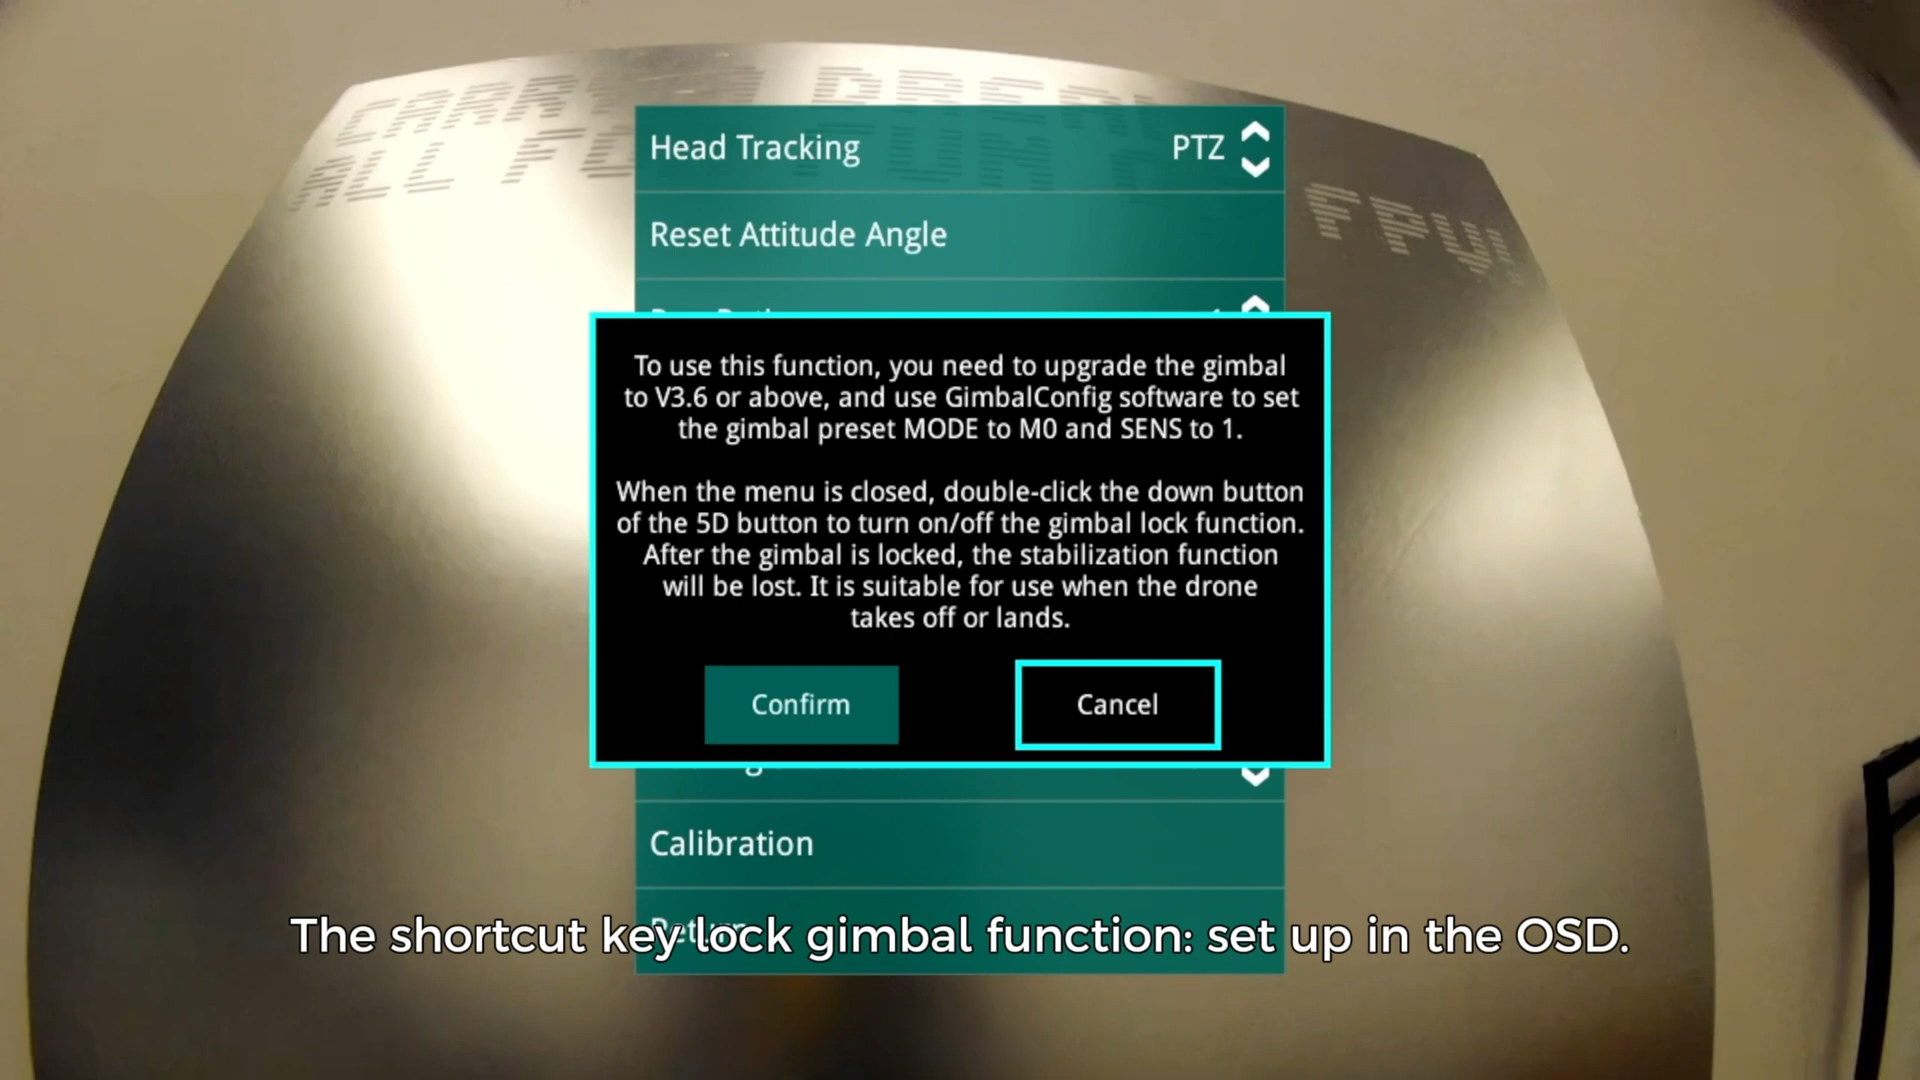 Head Tracking PTZ
Reset Attitude Angle
To use this function, you need to upgrade the gimbal
to V3.6 or above, and use GimbalConfig software to set
the gimbal preset MODE to M0 and SENS to 1.
When the menu is closed, double-click the down button
of the 5D button to turn on/off the gimbal lock function.
After the gimbal is locked, the stabilization function
will be lost. It is suitable for use when the drone
takes off or lands.
Confirm Cancel
Calibration
Return
The shortcut key lock gimbal function: set up in the OSD.
FPV